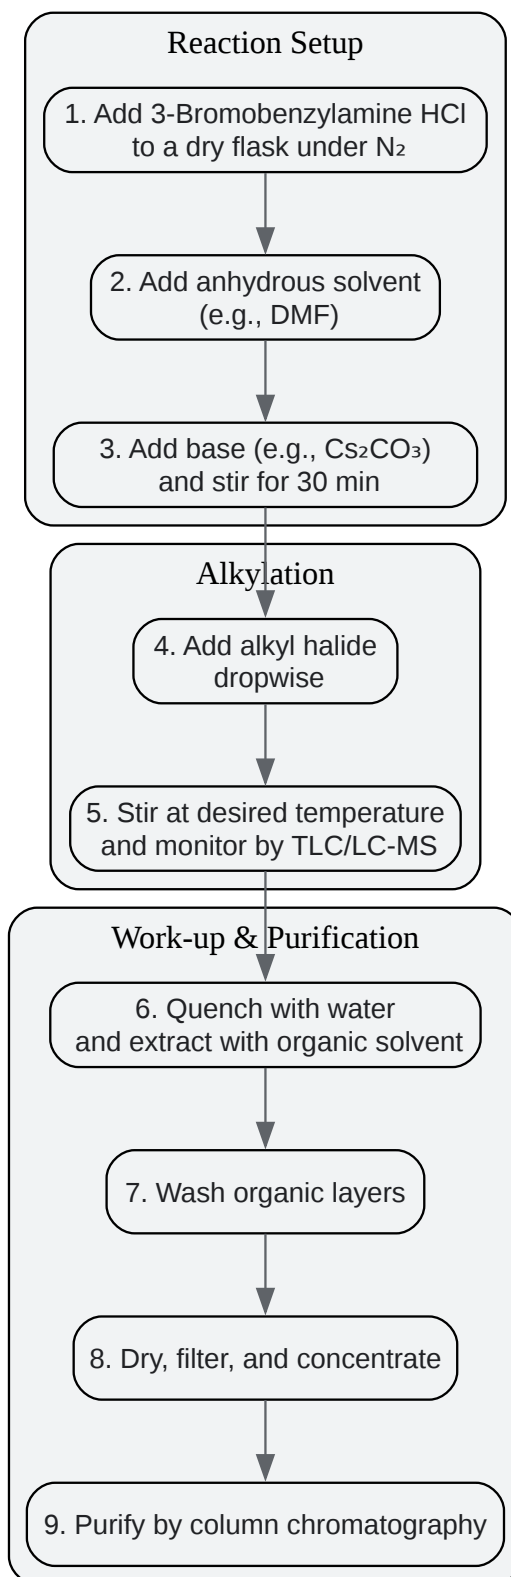 Reaction Setup
1. Add 3-Bromobenzylamine HCl
to a dry flask under N₂
2. Add anhydrous solvent
(e.g., DMF)
3. Add base (e.g., Cs₂CO₃)
and stir for 30 min
Alkylation
4. Add alkyl halide
dropwise
5. Stir at desired temperature
and monitor by TLC/LC-MS
Work-up & Purification
6. Quench with water
and extract with organic solvent
7. Wash organic layers
8. Dry, filter, and concentrate
9. Purify by column chromatography